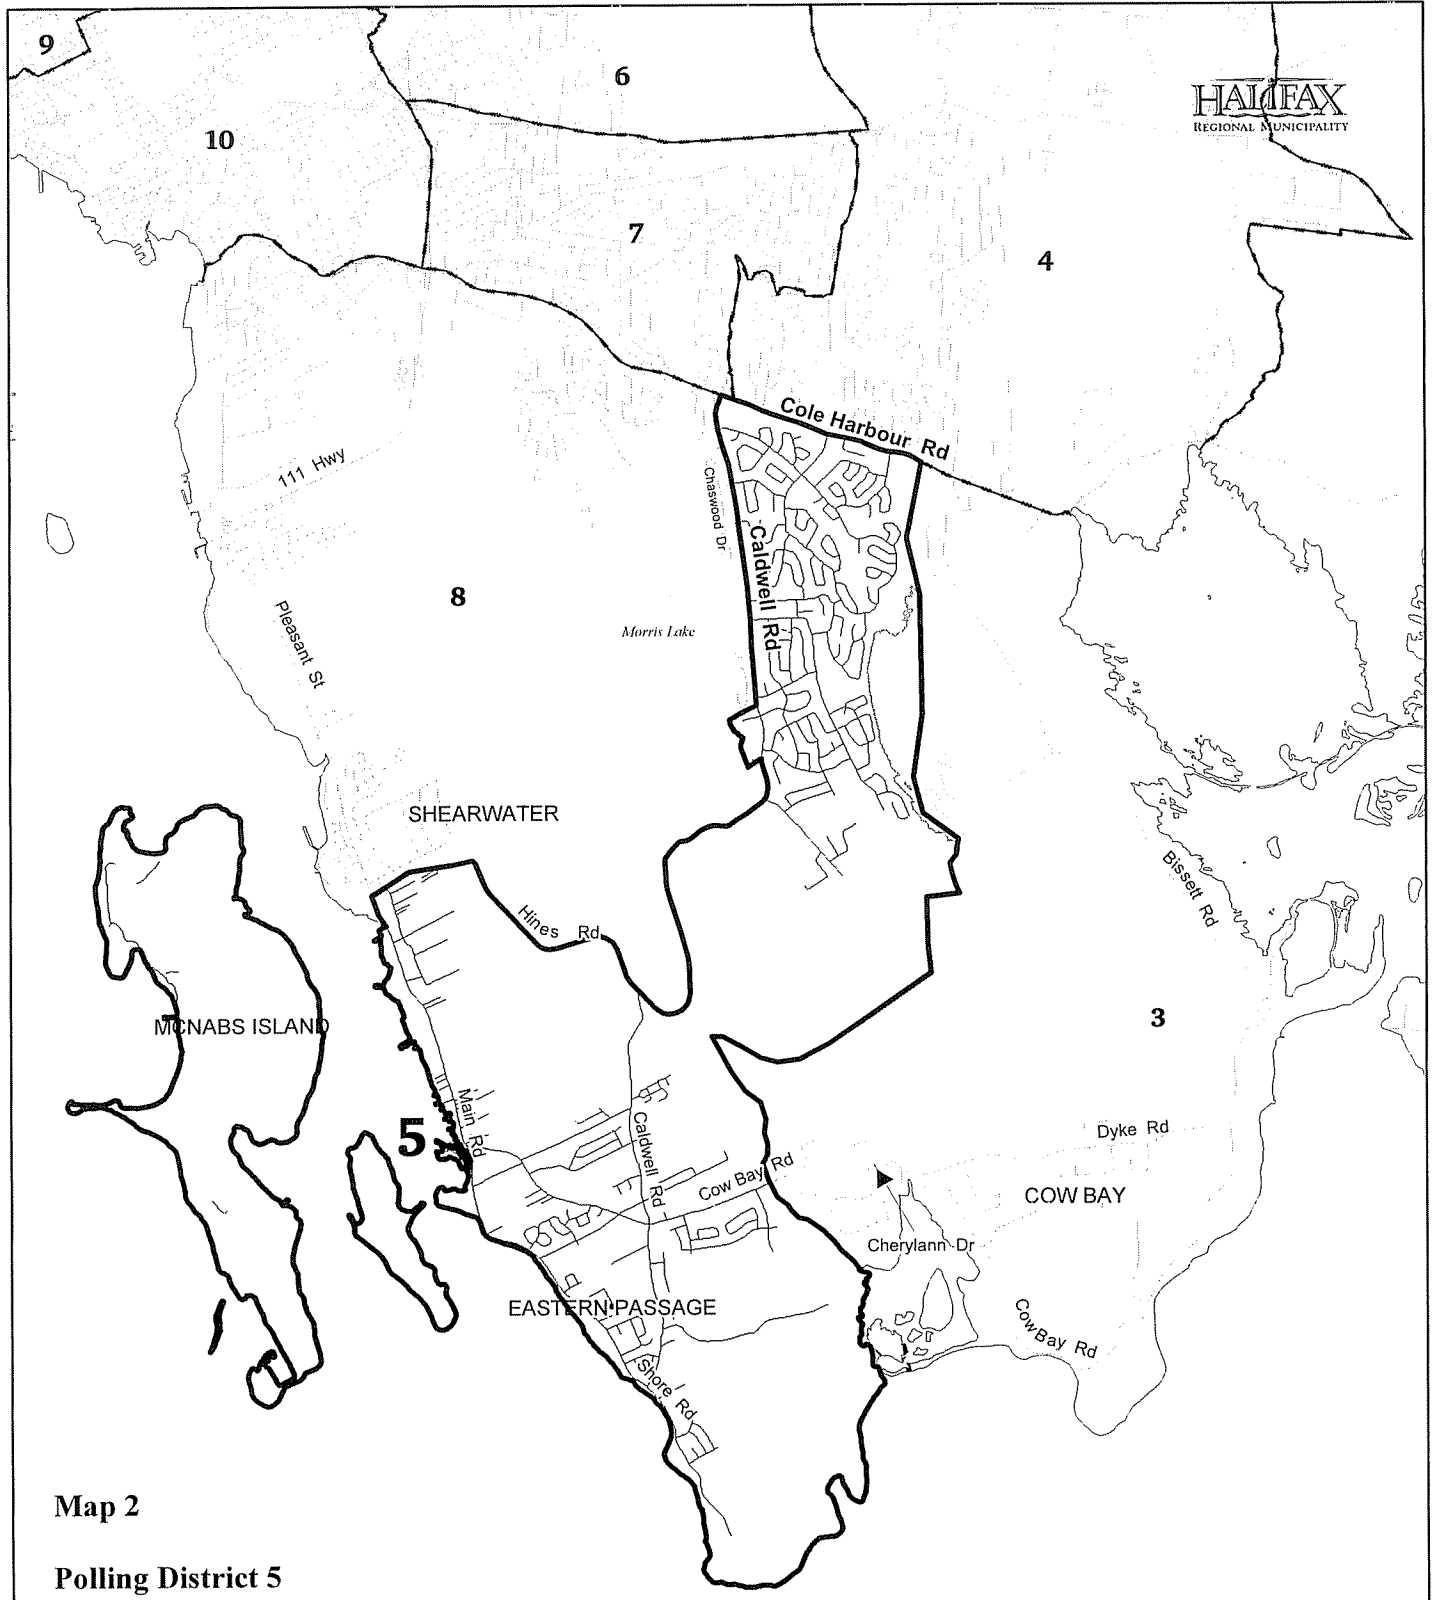 9
6
HALIFAX
REGIONAL MUNICIPALITY
10
7
4
Cole Harbour Rd
111 Hwy
Chaswood Dr
Caldwell Rd
8
Pleasant St
Morris Lake
SHEARWATER
Bissett Rd
Hines Rd
MCNABS ISLAND
3
Main Rd
5
Caldwell Rd
Dyke Rd
Cow Bay Rd
COW BAY
Cherylann Dr
EASTERN PASSAGE
Cow Bay Rd
Shore Rd
Map 2
Polling District 5